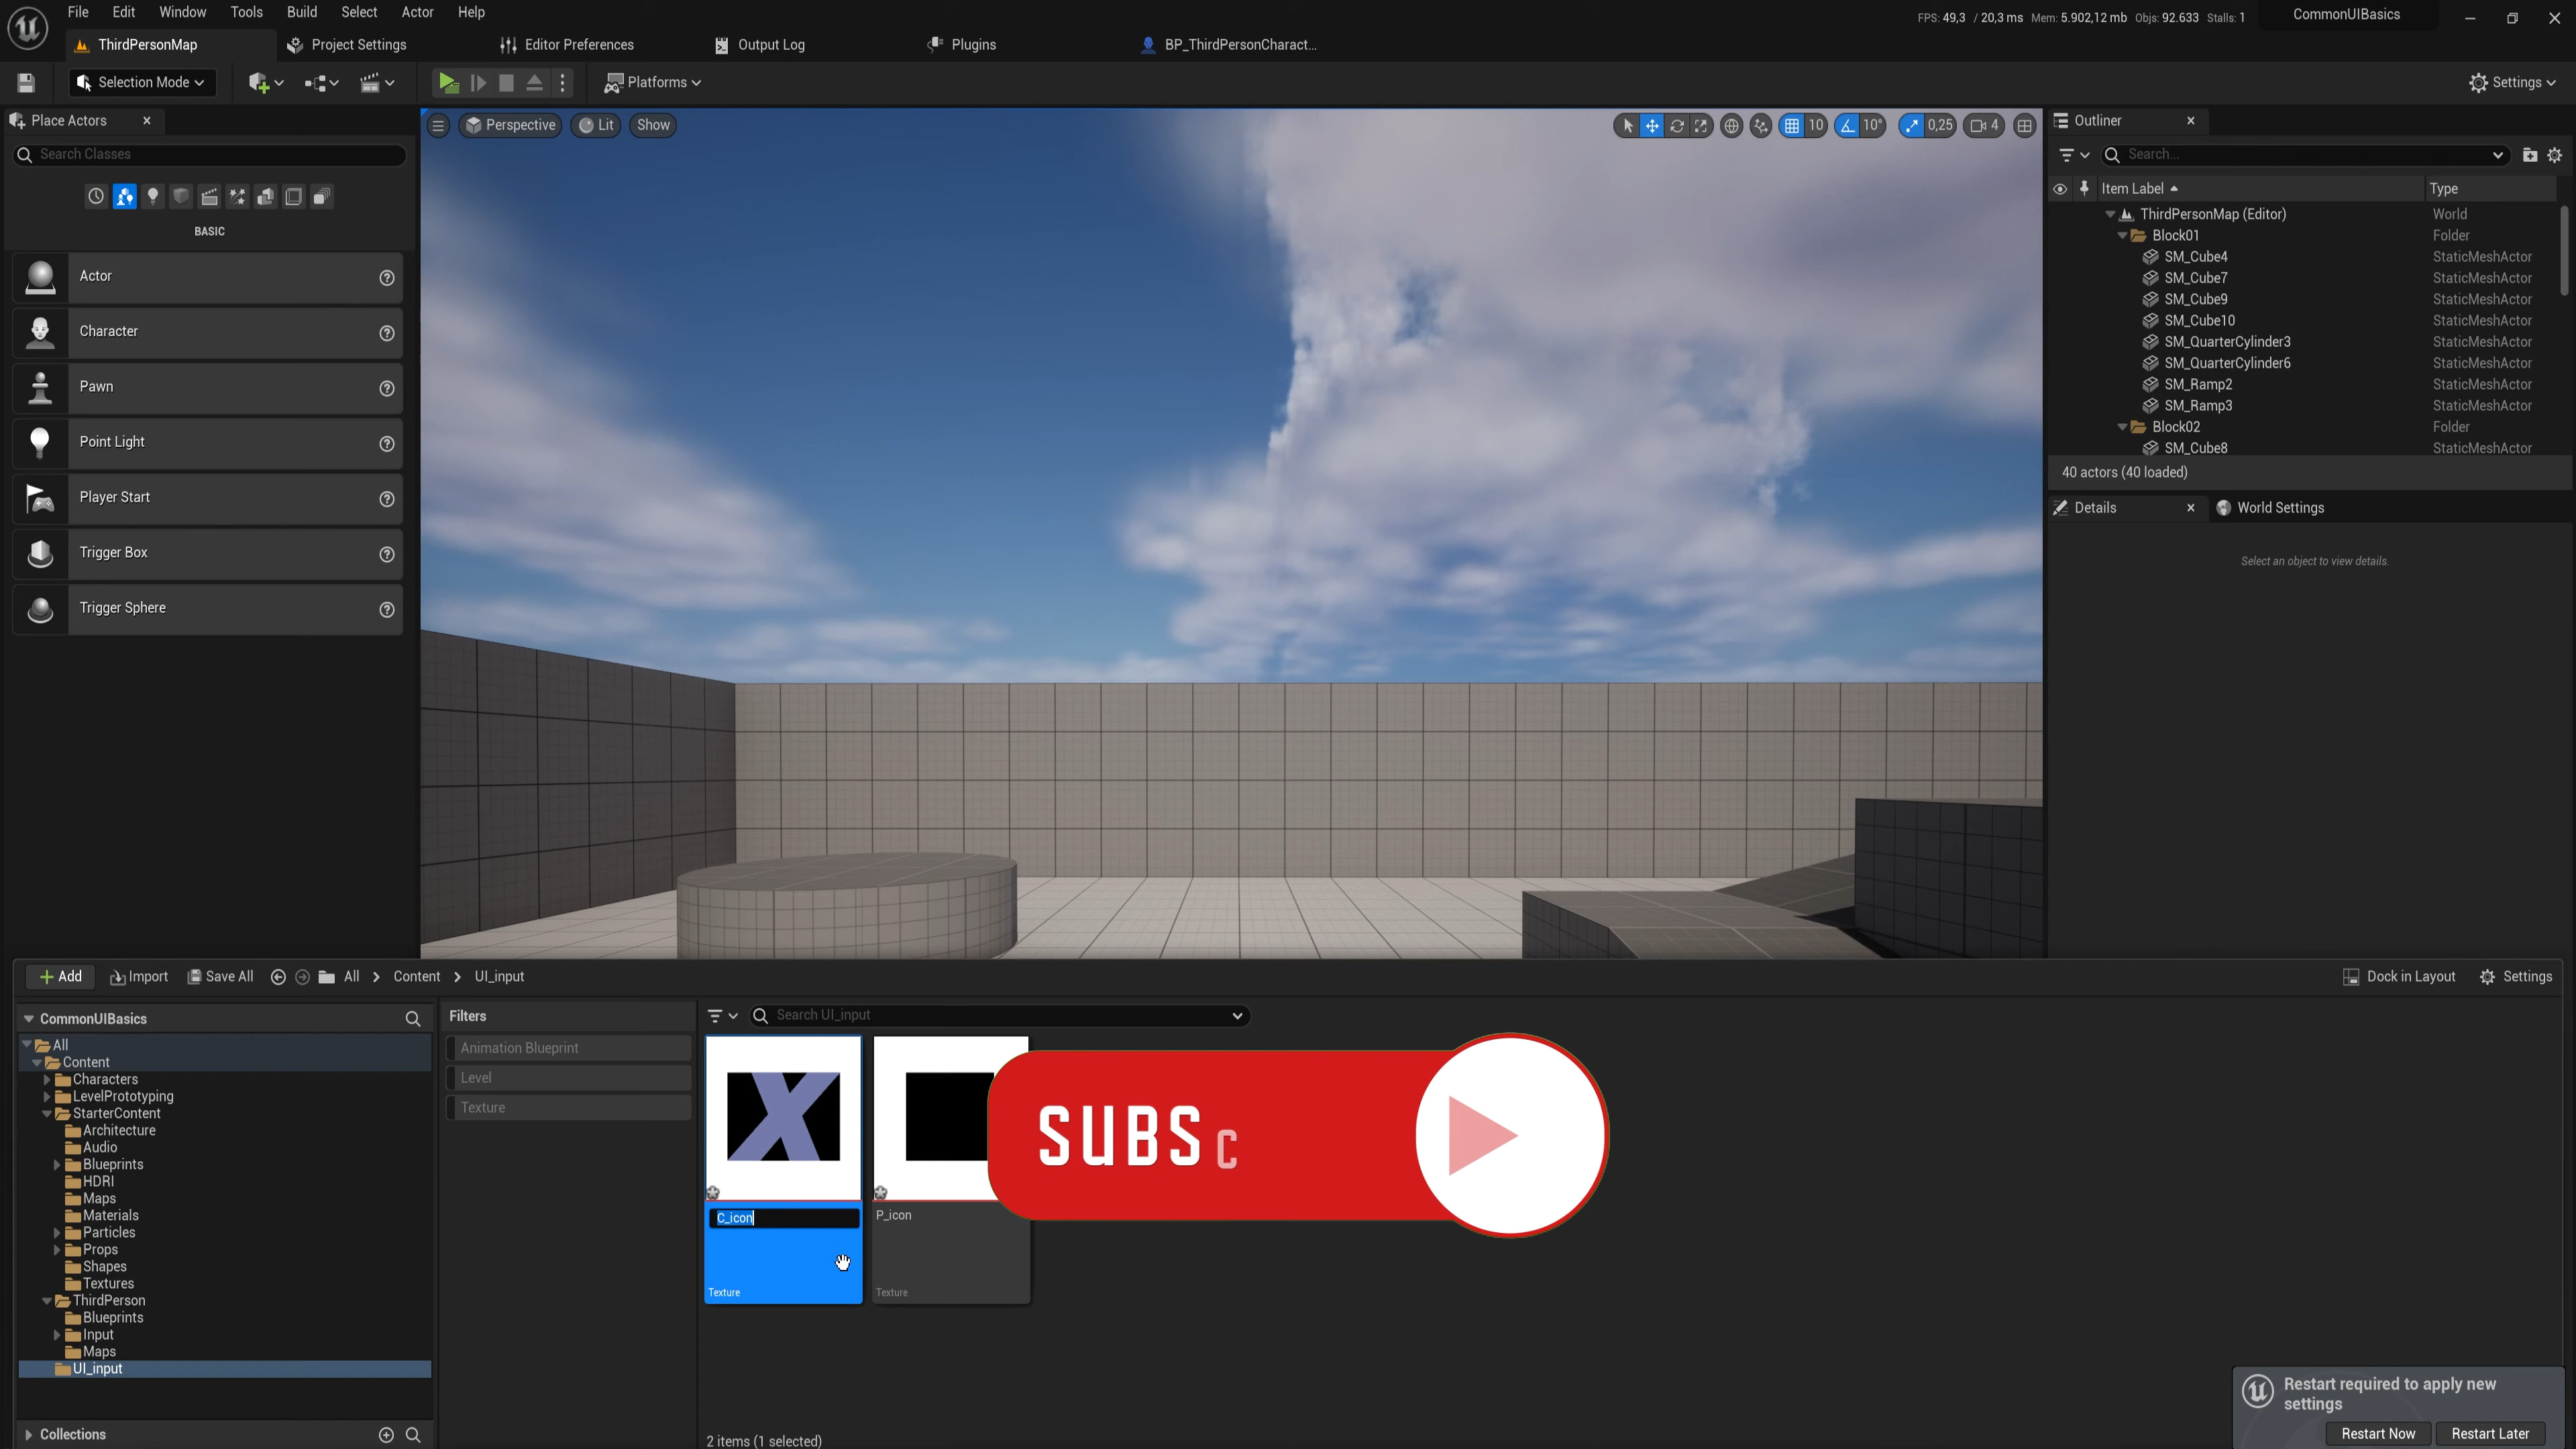 File Edit Window Tools Build Select Actor Help
FPS: 49,3 / 20,3 ms Mem: 5.902,12 mb Objs: 92.633 Stalls: 1
CommonUIBasics
ThirdPersonMap
Project Settings
Editor Preferences
Output Log
Plugins
BP_ThirdPersonCharact...
Selection Mode
Platforms
Settings
Place Actors
Search Classes
BASIC
Actor
Character
Pawn
Point Light
Player Start
Trigger Box
Trigger Sphere
Perspective
Lit
Show
10
10°
0,25
4
Outliner
Search...
Item Label Type
ThirdPersonMap (Editor) World
Block01 Folder
SM_Cube4 StaticMeshActor
SM_Cube7 StaticMeshActor
SM_Cube9 StaticMeshActor
SM_Cube10 StaticMeshActor
SM_QuarterCylinder3 StaticMeshActor
SM_QuarterCylinder6 StaticMeshActor
SM_Ramp2 StaticMeshActor
SM_Ramp3 StaticMeshActor
Block02 Folder
SM_Cube8 StaticMeshActor
40 actors (40 loaded)
Details
World Settings
Select an object to view details.
Add
Import
Save All
All > Content > UI_input
Dock in Layout
Settings
CommonUIBasics
All
Content
Characters
LevelPrototyping
StarterContent
Architecture
Audio
Blueprints
HDRI
Maps
Materials
Particles
Props
Shapes
Textures
ThirdPerson
Blueprints
Input
Maps
UI_input
Collections
Filters
Animation Blueprint
Level
Texture
Search UI_input
X
C_icon
Texture
P_icon
Texture
SUBSC
2 items (1 selected)
Restart required to apply new
settings
Restart Now
Restart Later